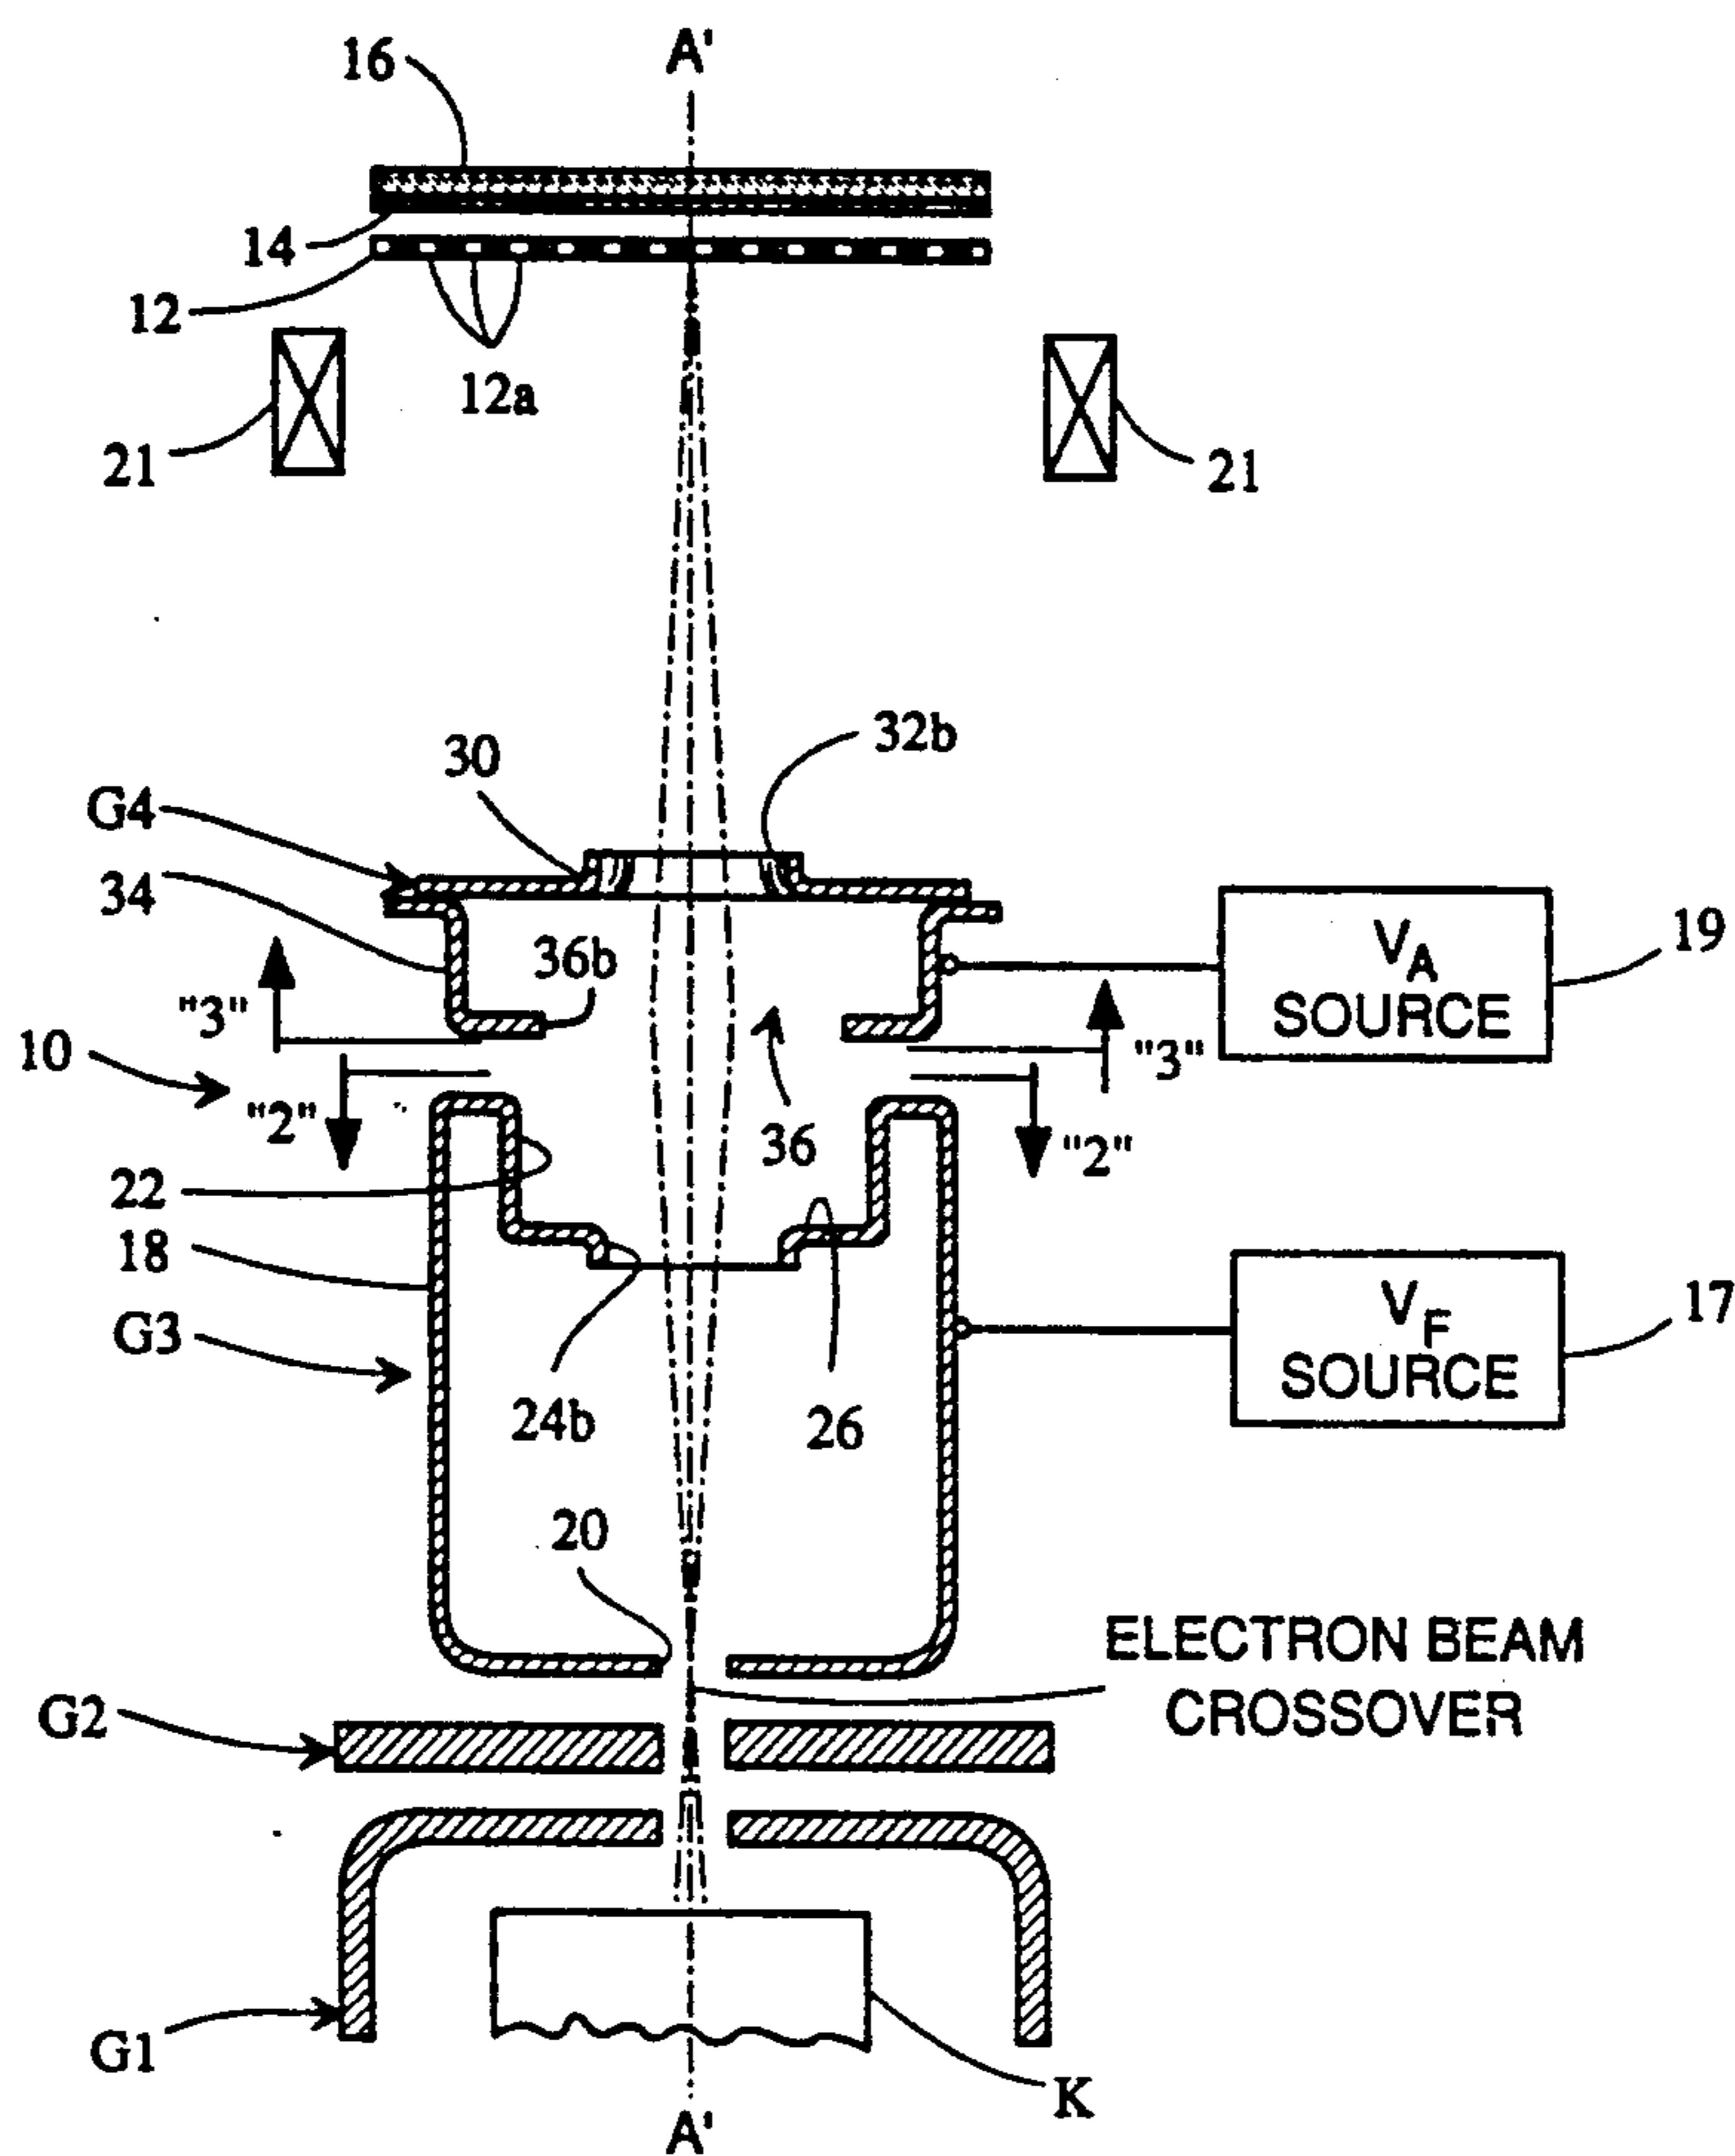 A'
16
14
12
12a
21
21
30
32b
G4
34
36b
"3"
V_A
SOURCE
19
10
"3"
"2"
36
"2"
22
18
G3
V_F
SOURCE
17
24b
26
20
ELECTRON BEAM
CROSSOVER
G2
G1
K
A'